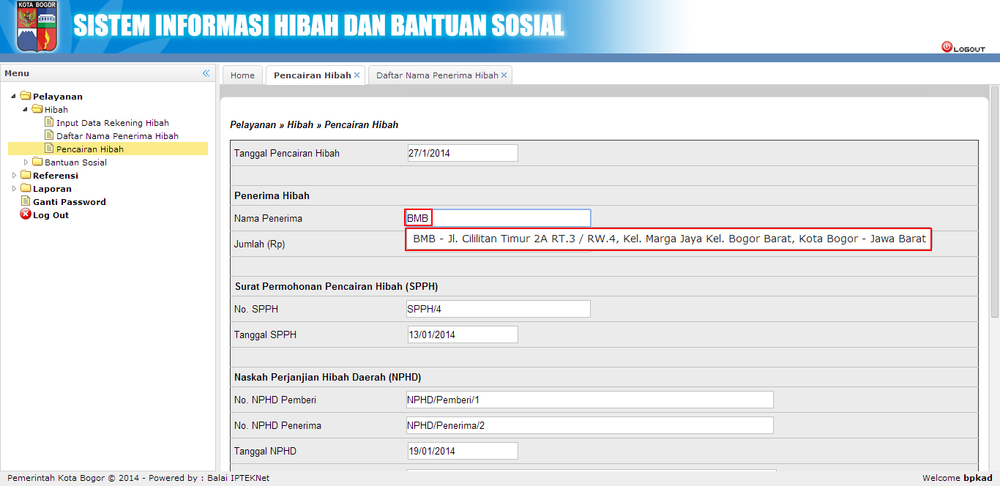 KOTA BOGOR
SISTEM INFORMASI HIBAH DAN BANTUAN SOSIAL
LOGOUT
Menu
Pelayanan
Hibah
Input Data Rekening Hibah
Daftar Nama Penerima Hibah
Pencairan Hibah
Bantuan Sosial
Referensi
Laporan
Ganti Password
Log Out
Home Pencairan Hibah Daftar Nama Penerima Hibah
Pelayanan » Hibah » Pencairan Hibah
Tanggal Pencairan Hibah 27/1/2014
Penerima Hibah
Nama Penerima BMB
BMB - Jl. Cililitan Timur 2A RT.3 / RW.4, Kel. Marga Jaya Kel. Bogor Barat, Kota Bogor - Jawa Barat
Jumlah (Rp)
Surat Permohonan Pencairan Hibah (SPPH)
No. SPPH SPPH/4
Tanggal SPPH 13/01/2014
Naskah Perjanjian Hibah Daerah (NPHD)
No. NPHD Pemberi NPHD/Pemberi/1
No. NPHD Penerima NPHD/Penerima/2
Tanggal NPHD 19/01/2014
Pemerintah Kota Bogor © 2014 - Powered by : Balai IPTEKNet
Welcome bpkad